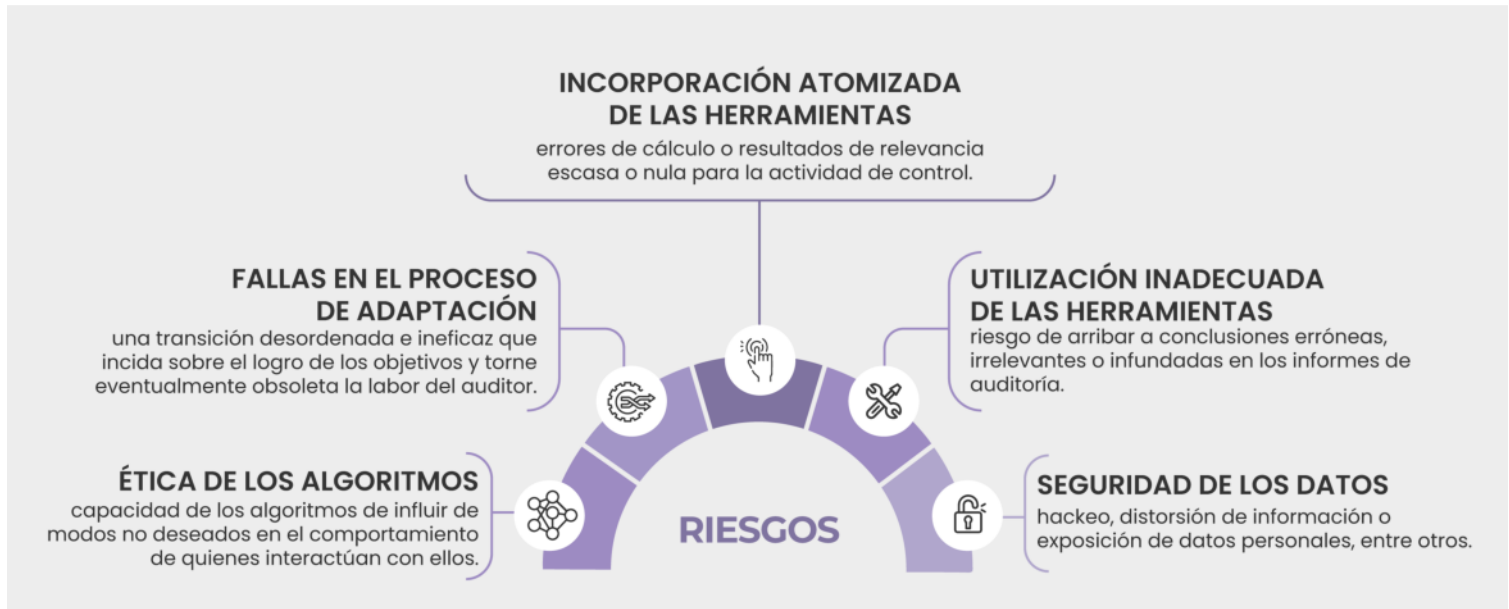 INCORPORACIÓN ATOMIZADA
DE LAS HERRAMIENTAS
errores de cálculo o resultados de relevancia
escasa o nula para la actividad de control.
FALLAS EN EL PROCESO
DE ADAPTACIÓN
una transición desordenada e ineficaz que
incida sobre el logro de los objetivos y torne
eventualmente obsoleta la labor del auditor.
UTILIZACIÓN INADECUADA
DE LAS HERRAMIENTAS
riesgo de arribar a conclusiones erróneas,
irrelevantes o infundadas en los informes de
auditoría.
ÉTICA DE LOS ALGORITMOS
capacidad de los algoritmos de influir de
modos no deseados en el comportamiento
de quienes interactúan con ellos.
RIESGOS
SEGURIDAD DE LOS DATOS
hackeo, distorsión de información o
exposición de datos personales, entre otros.